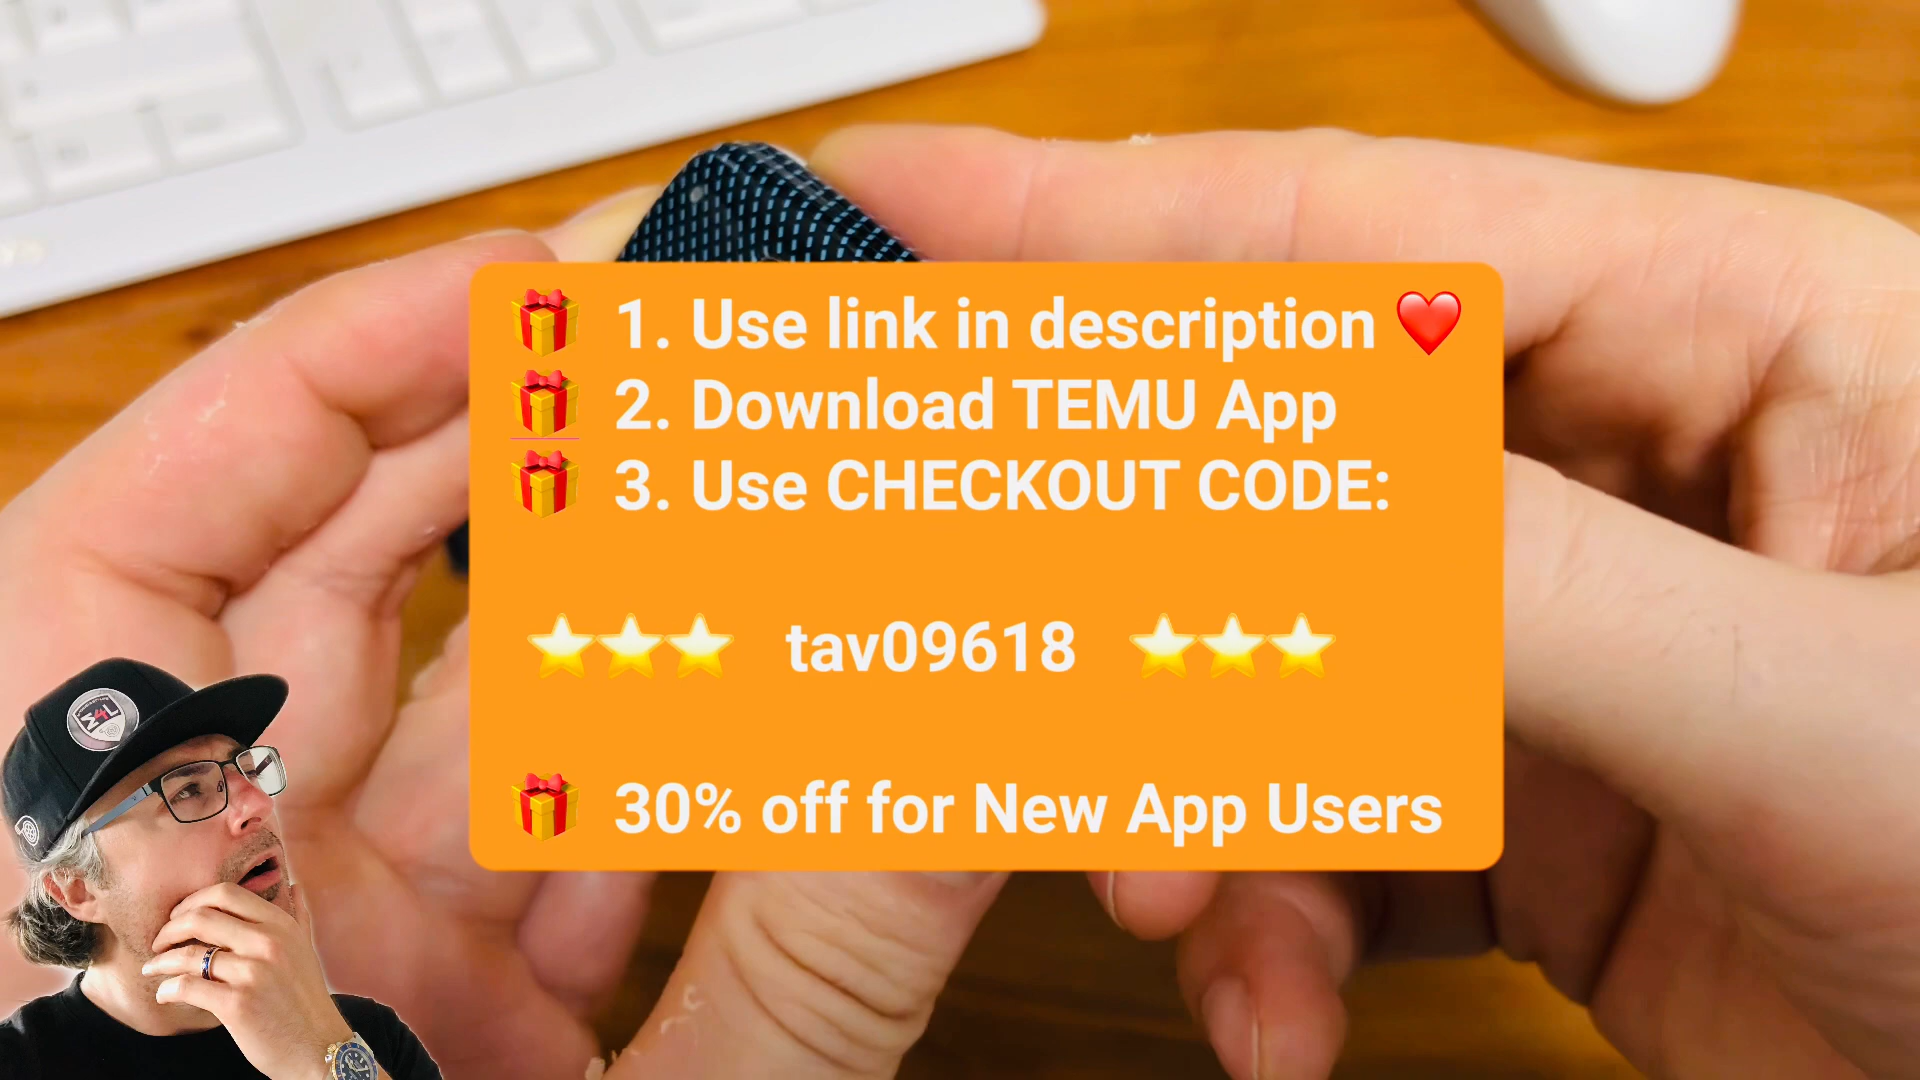 🎁 1. Use link in description ❤️
🎁 2. Download TEMU App
🎁 3. Use CHECKOUT CODE:
⭐⭐⭐ tav09618 ⭐⭐⭐
🎁 30% off for New App Users
M4L